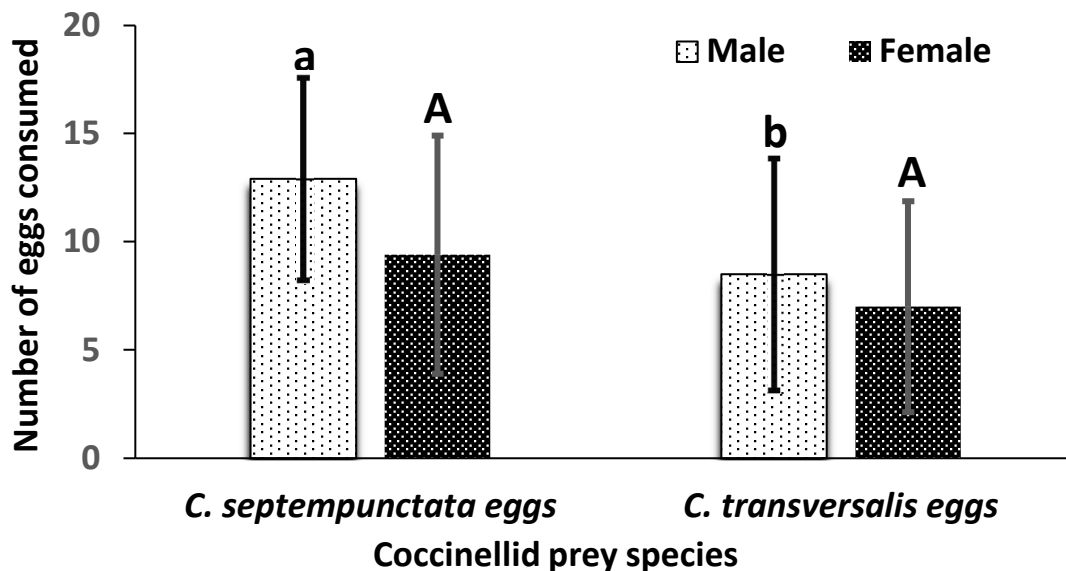 Number of eggs consumed
20
15
10
5
0
Male Female
a
A
b
A
C. septempunctata eggs C. transversalis eggs
Coccinellid prey species